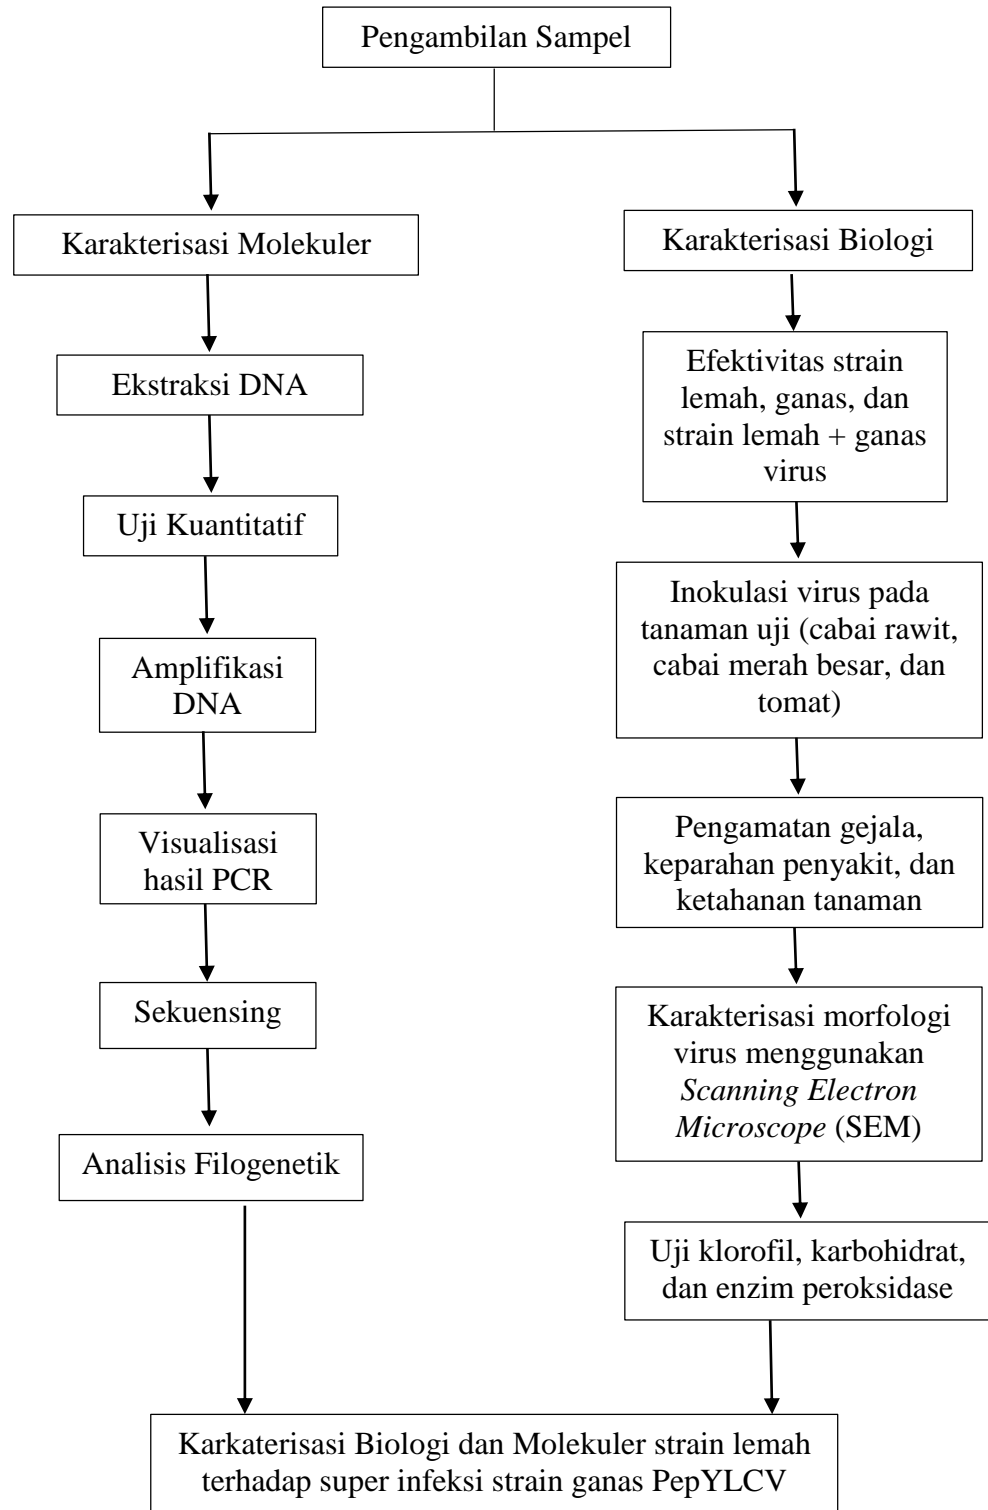 Pengambilan Sampel
Karakterisasi Molekuler
Ekstraksi DNA
Uji Kuantitatif
Amplifikasi
DNA
Visualisasi
hasil PCR
Sekuensing
Analisis Filogenetik
Karakterisasi Biologi
Efektivitas strain
lemah, ganas, dan
strain lemah + ganas
virus
Inokulasi virus pada
tanaman uji (cabai rawit,
cabai merah besar, dan
tomat)
Pengamatan gejala,
keparahan penyakit, dan
ketahanan tanaman
Karakterisasi morfologi
virus menggunakan
Scanning Electron
Microscope (SEM)
Uji klorofil, karbohidrat,
dan enzim peroksidase
Karkaterisasi Biologi dan Molekuler strain lemah
terhadap super infeksi strain ganas PepYLCV